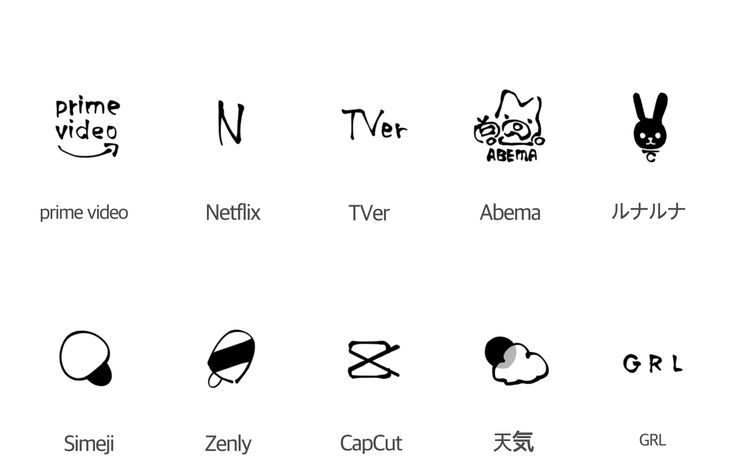 prime
video
N
TVer
ABEMA
prime video
Netflix
TVer
Abema
ルナルナ
GRL
Simeji
Zenly
CapCut
天気
GRL